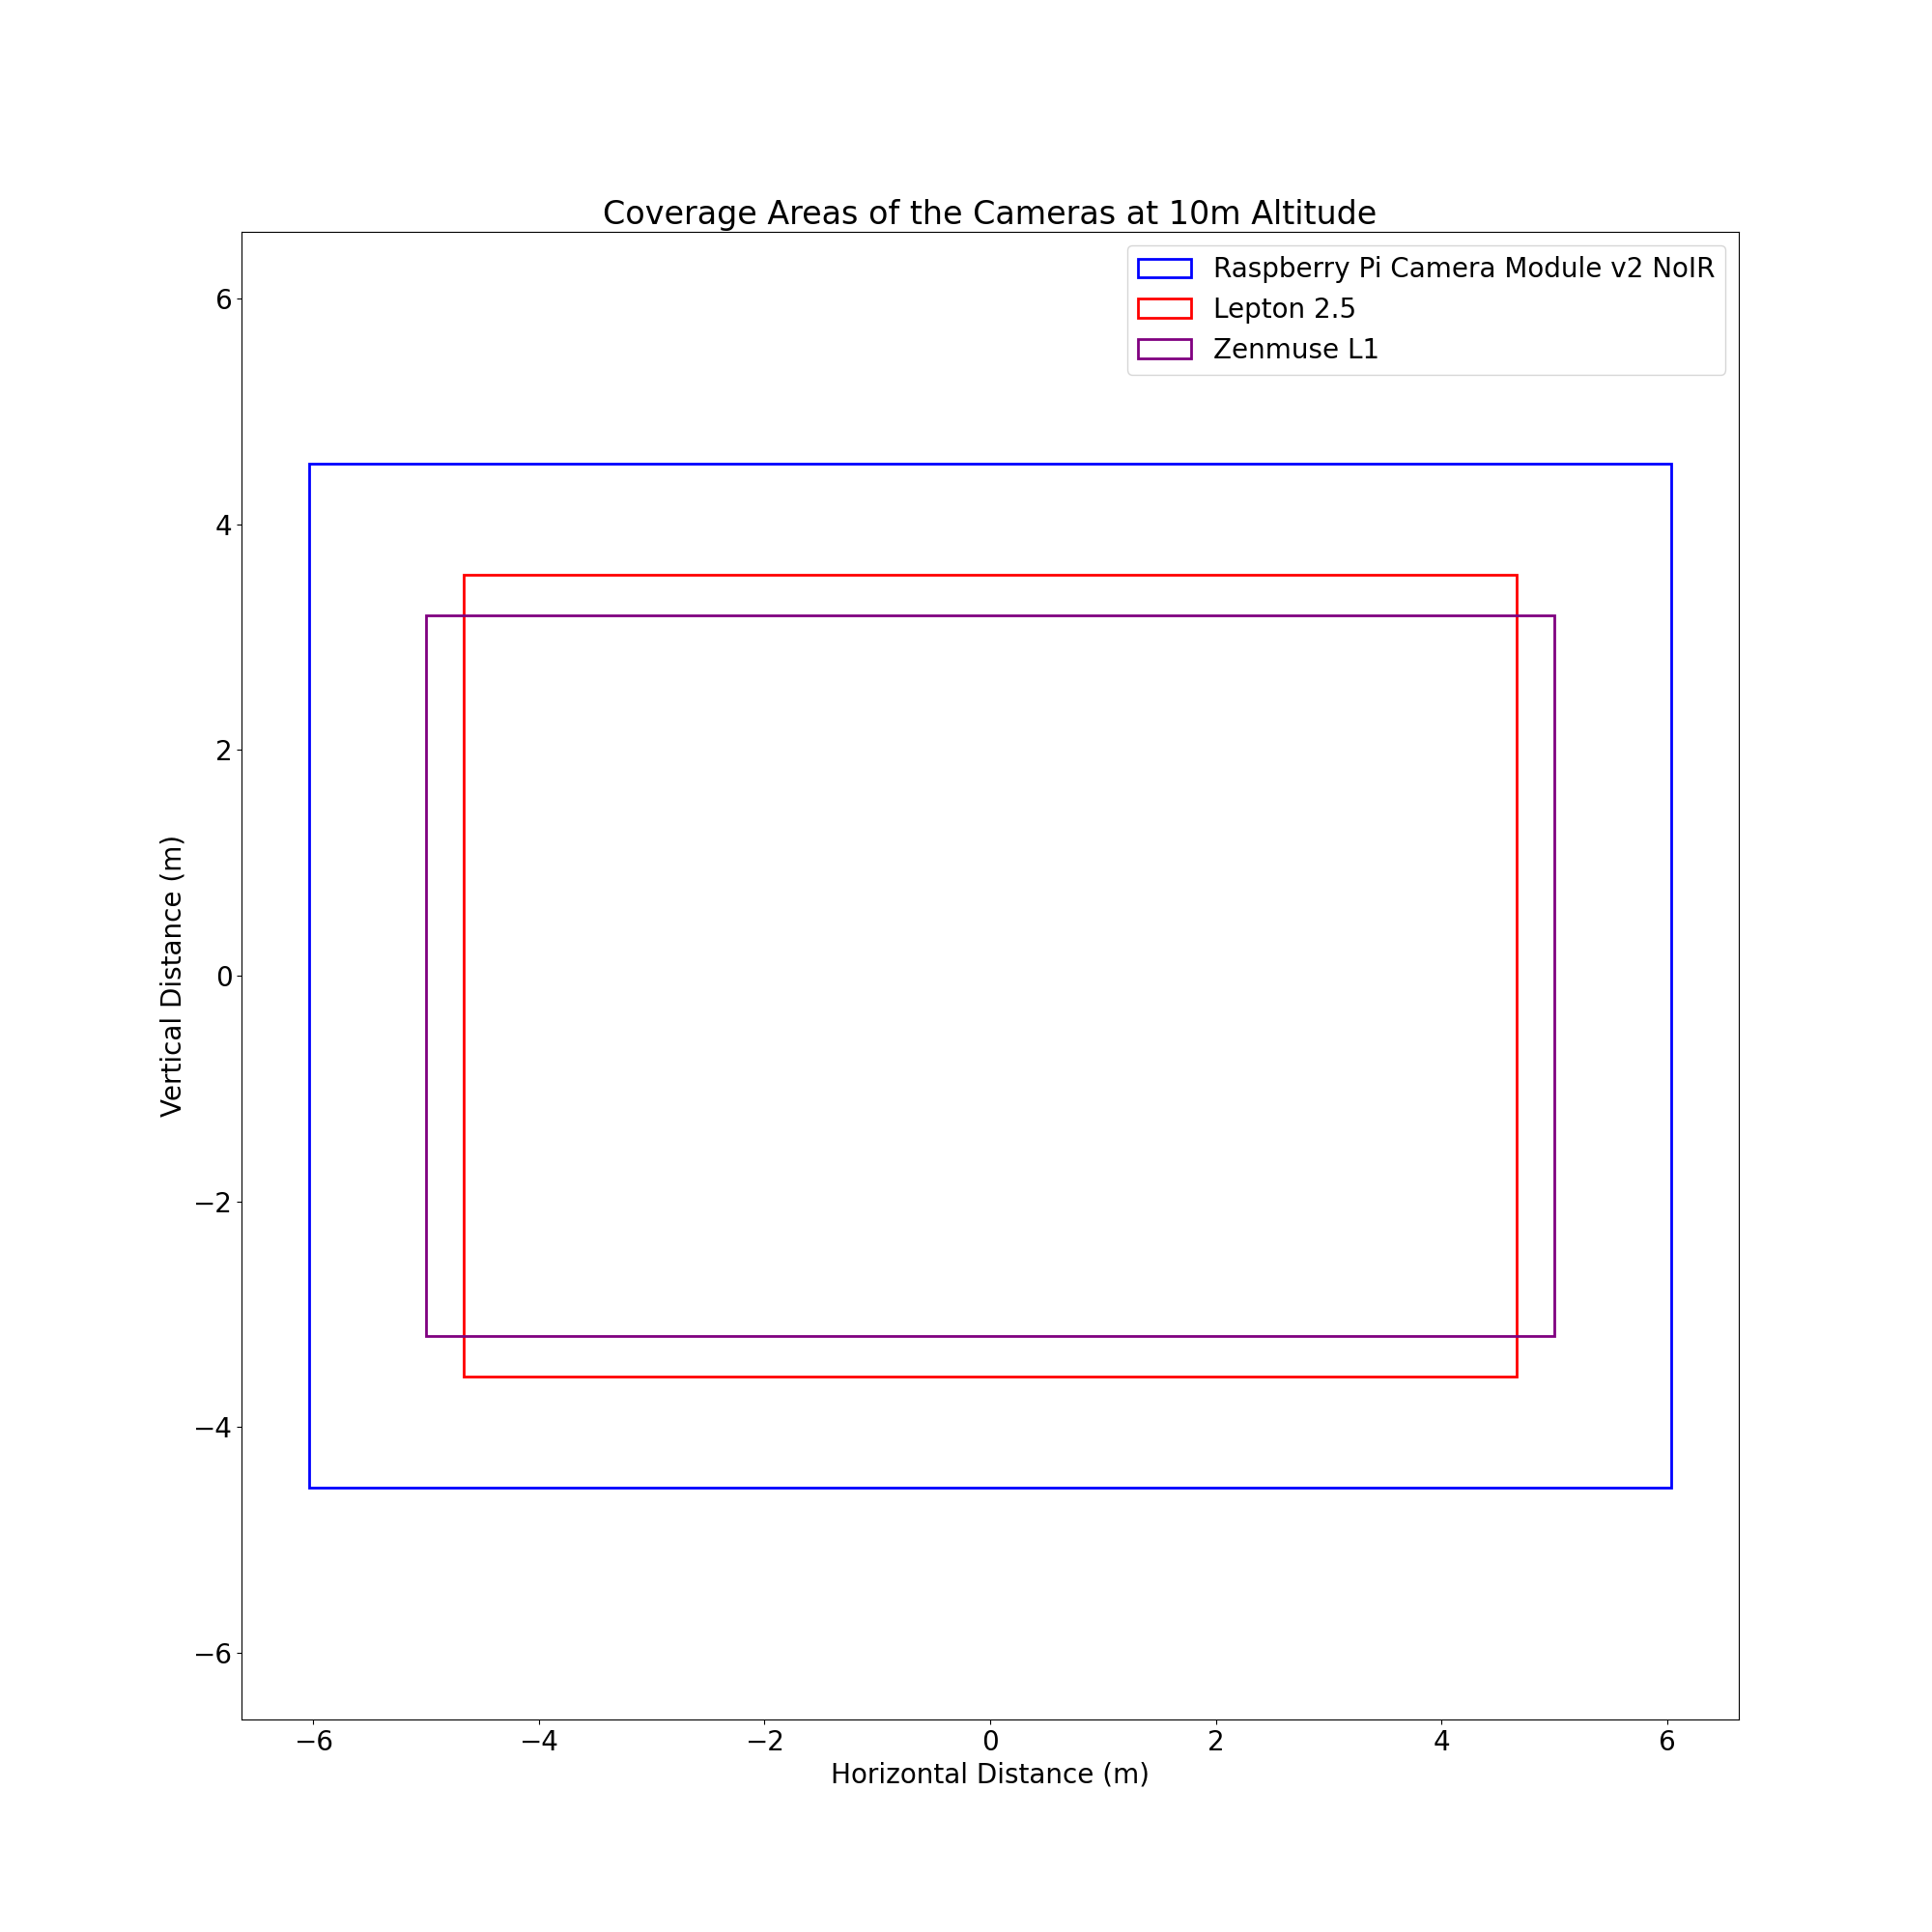 Coverage Areas of the Cameras at 10m Altitude
Raspberry Pi Camera Module v2 NoIR
Lepton 2.5
Zenmuse L1
6
4
2
0
−2
−4
−6
Vertical Distance (m)
−6 −4 −2 0 2 4 6
Horizontal Distance (m)